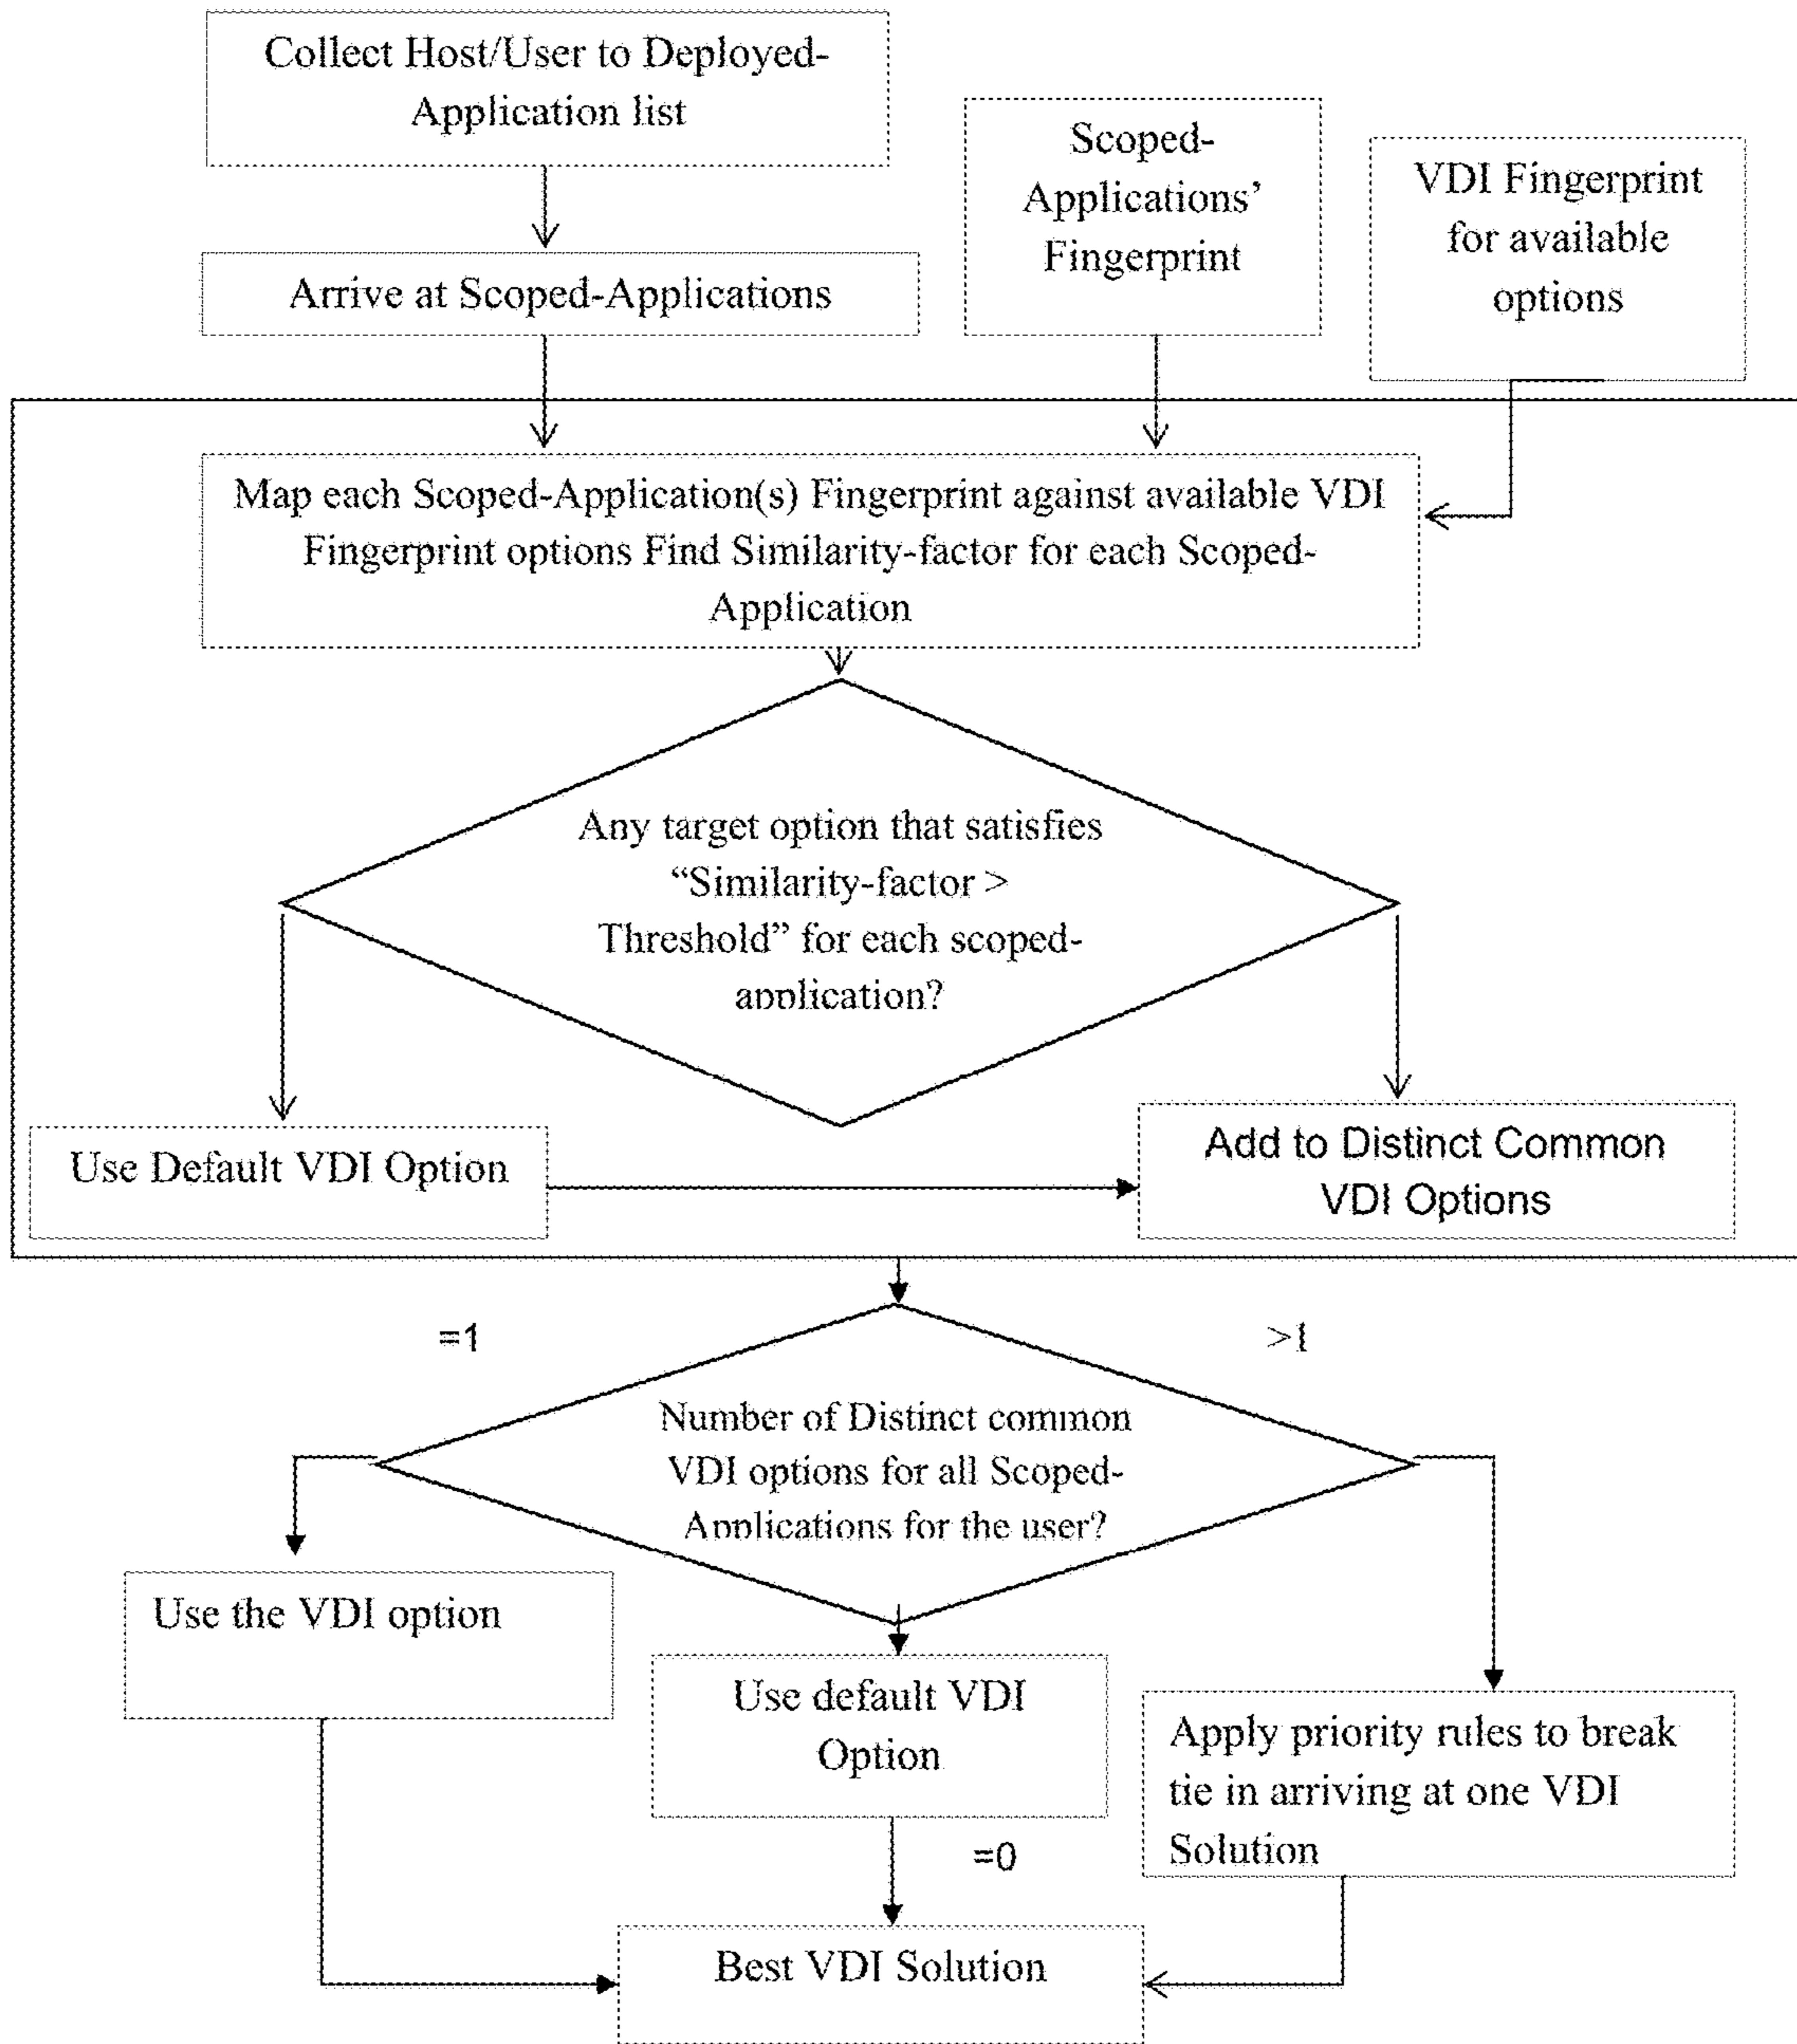 Collect Host/User to Deployed-
Application list
Scoped-
Applications'
Fingerprint
VDI Fingerprint
for available
options
Arrive at Scoped-Applications
Map each Scoped-Application(s) Fingerprint against available VDI
Fingerprint options Find Similarity-factor for each Scoped-
Application
Any target option that satisfies
“Similarity-factor >
Threshold” for each scoped-
application?
Use Default VDI Option
Add to Distinct Common
VDI Options
=1
>1
Number of Distinct common
VDI options for all Scoped-
Applications for the user?
Use the VDI option
Use default VDI
Option
Apply priority rules to break
tie in arriving at one VDI
Solution
=0
Best VDI Solution